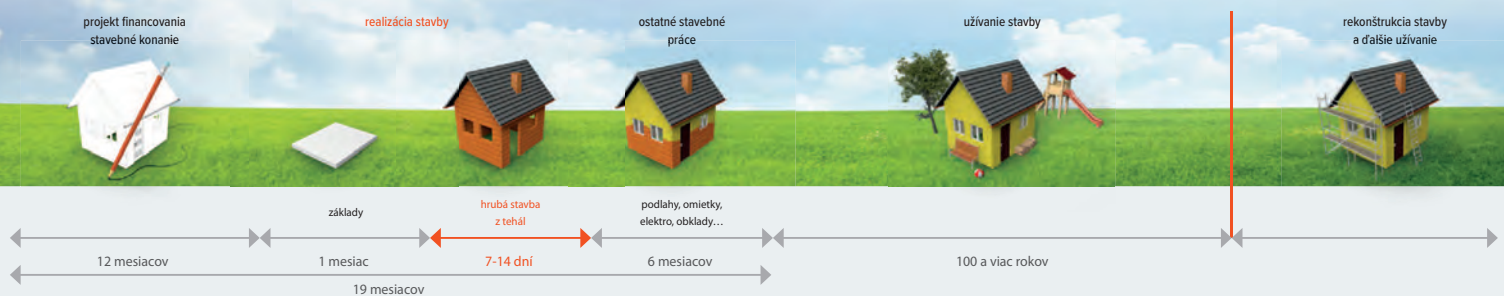 projekt financovania
stavebné konanie
realizácia stavby
ostatné stavebné
práce
užívanie stavby
rekonštrukcia stavby
a ďalšie užívanie
základy
hrubá stavba
z tehál
podlahy, omietky,
elektro, obklady…
12 mesiacov
1 mesiac
7-14 dní
6 mesiacov
100 a viac rokov
19 mesiacov